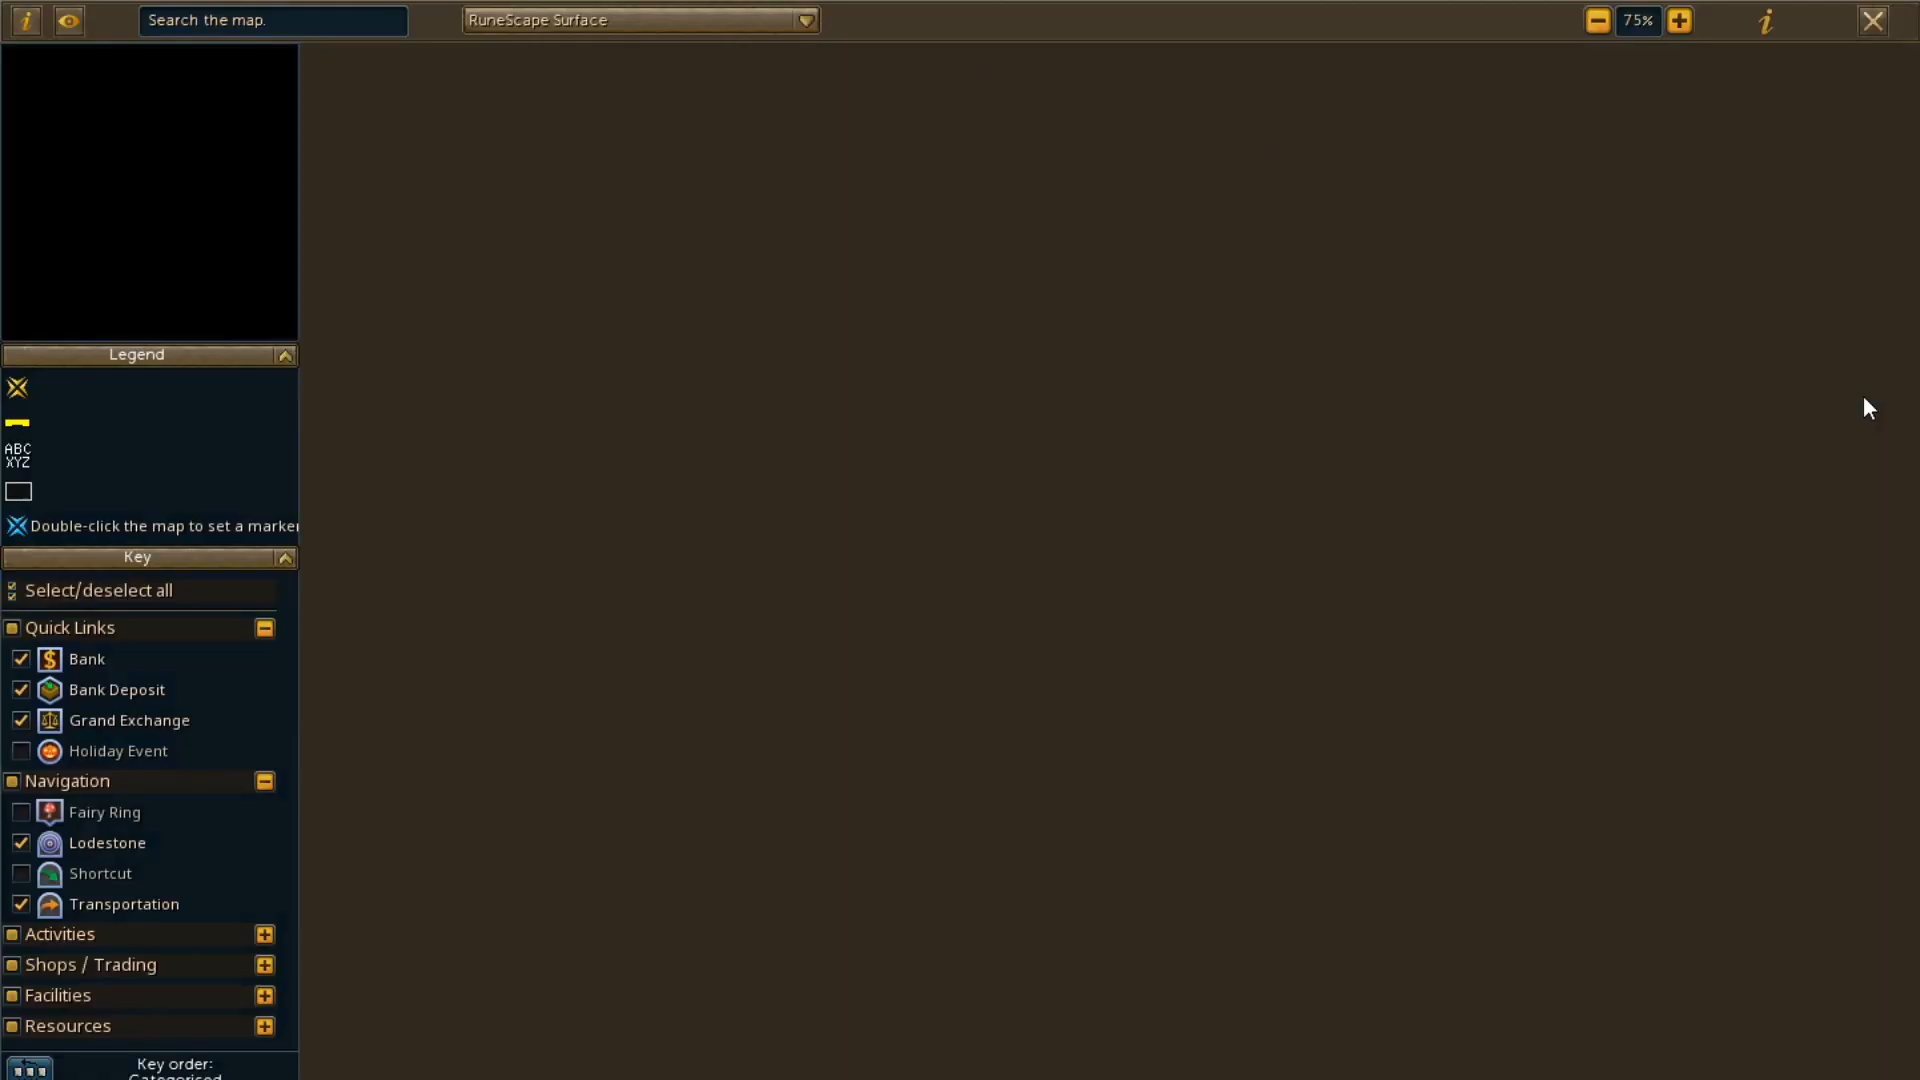 i
Search the map.
RuneScape Surface
75%
i
Legend
ABC
XYZ
Double-click the map to set a marker
Key
Select/deselect all
Quick Links
$ Bank
Bank Deposit
Grand Exchange
Holiday Event
Navigation
Fairy Ring
Lodestone
Shortcut
Transportation
Activities
Shops / Trading
Facilities
Resources
Key order:
Categorised